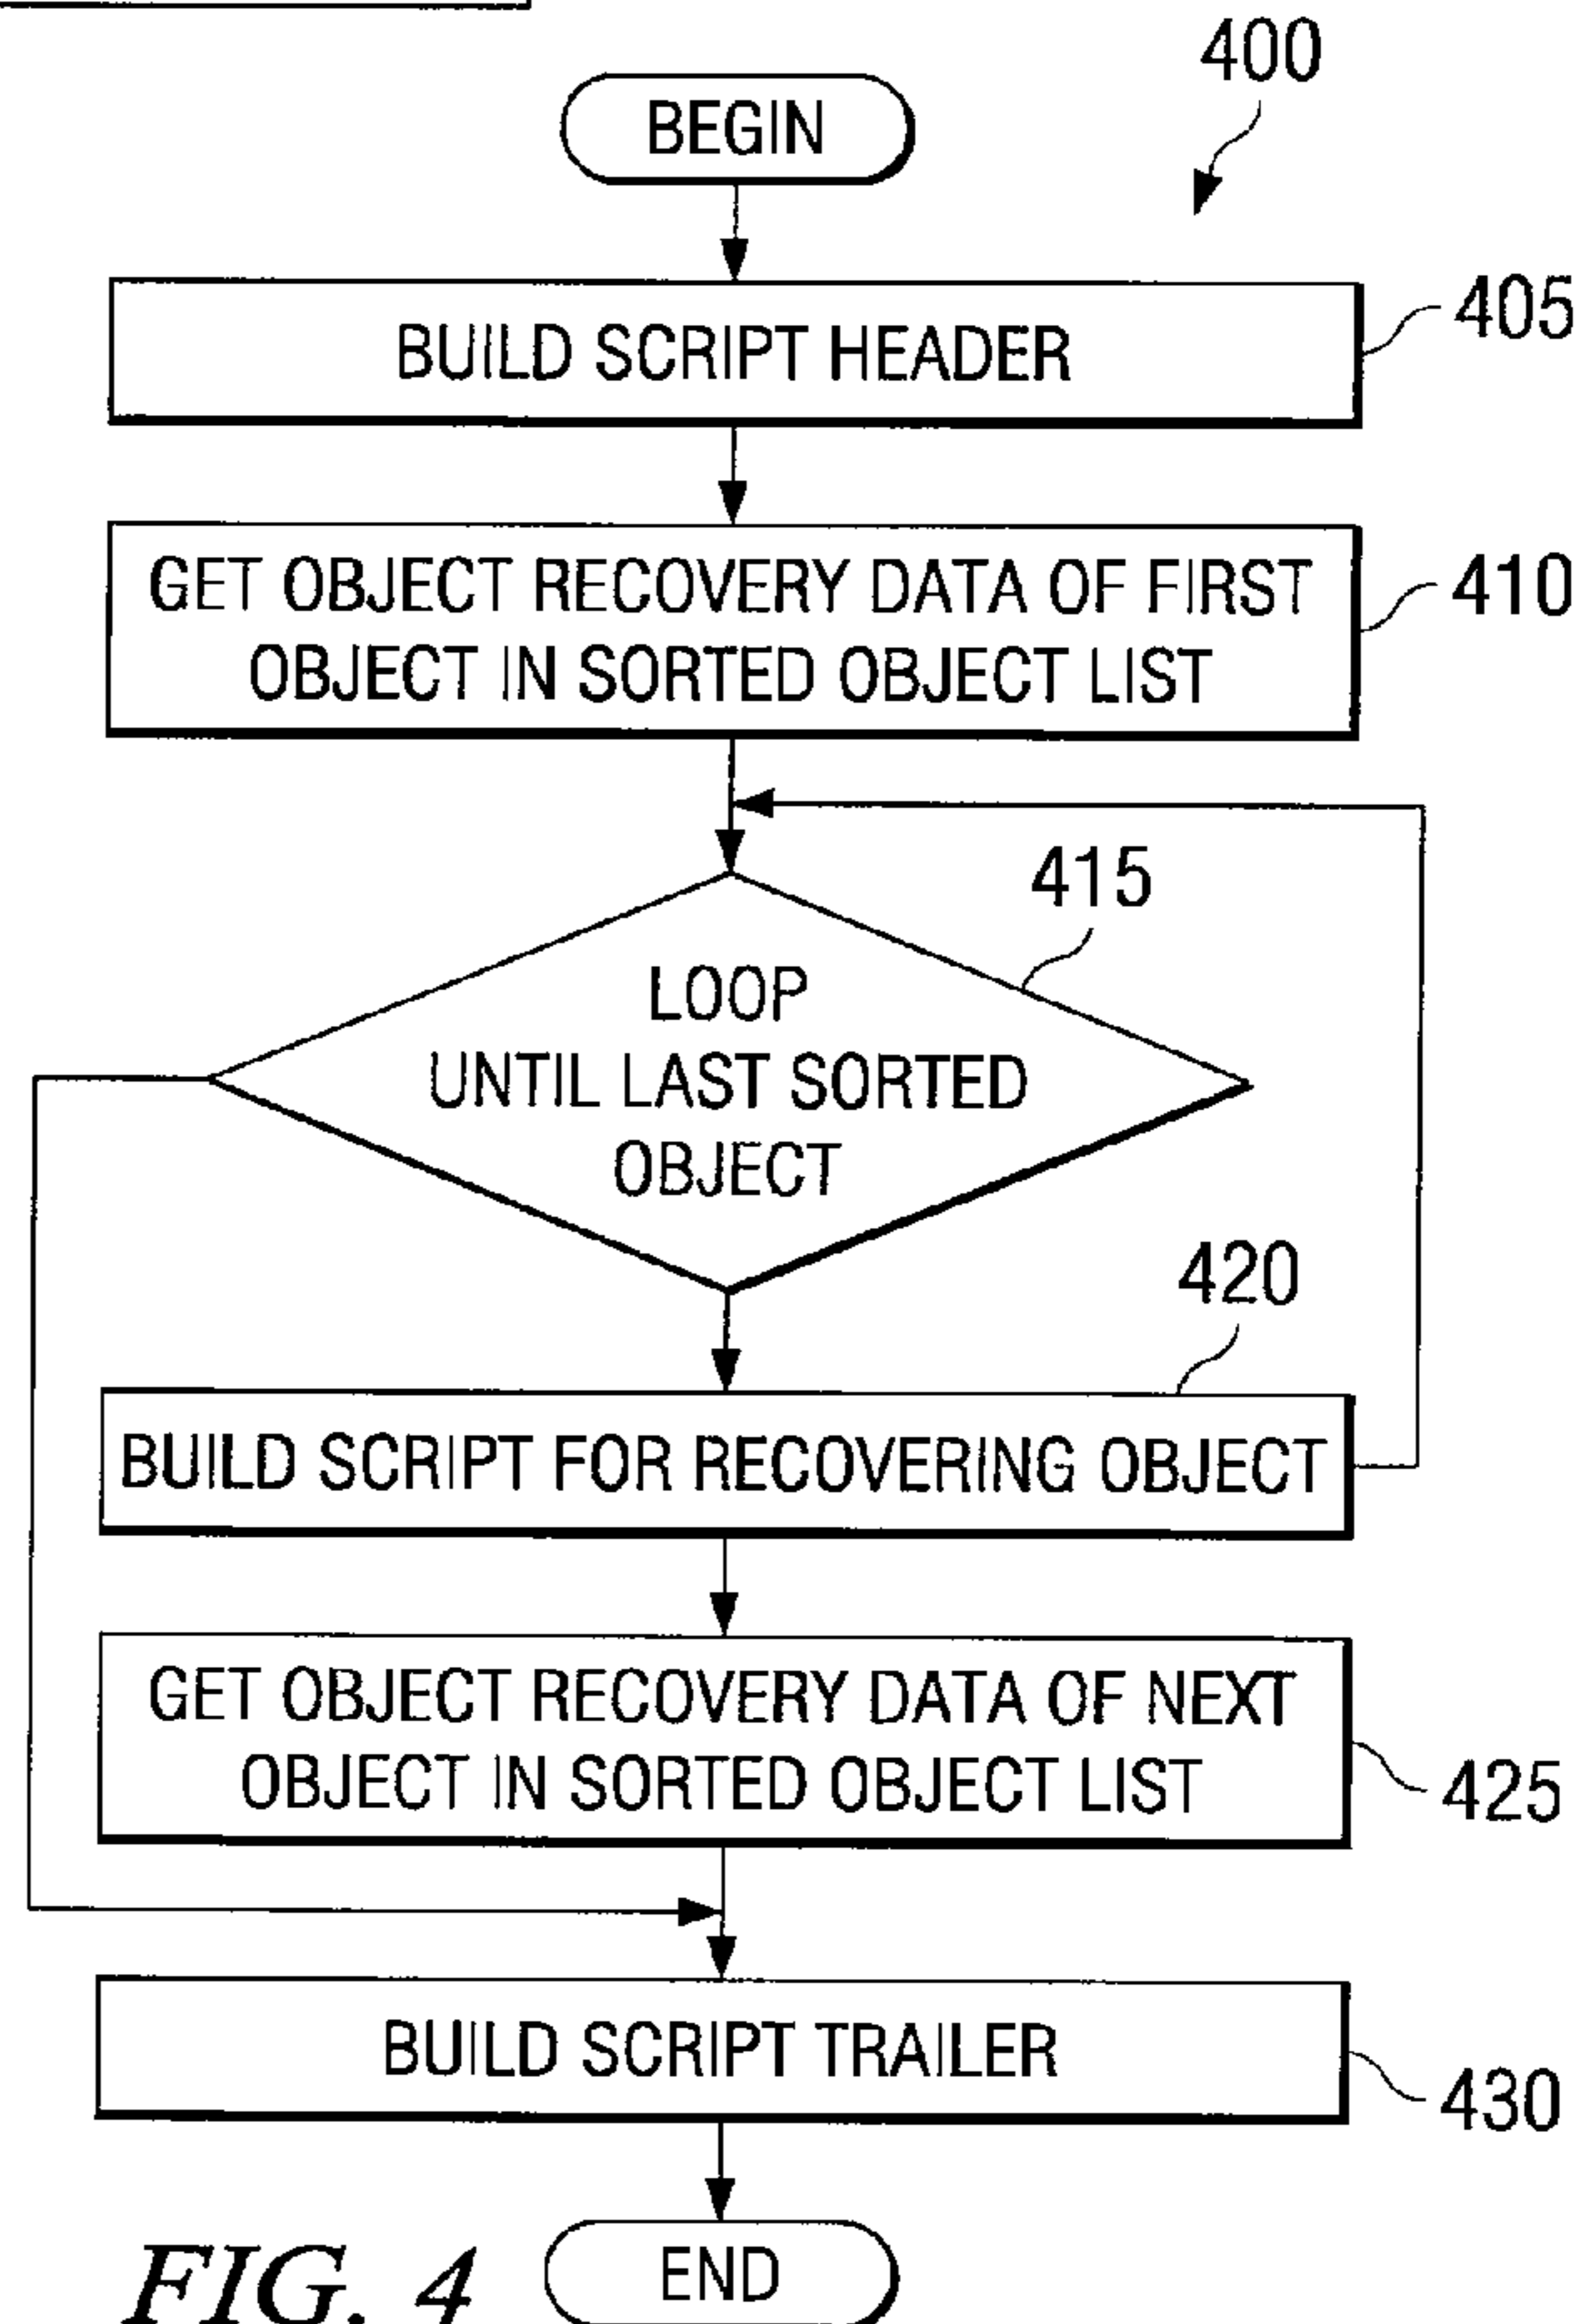 400
BEGIN
BUILD SCRIPT HEADER
405
GET OBJECT RECOVERY DATA OF FIRST
OBJECT IN SORTED OBJECT LIST
410
415
LOOP
UNTIL LAST SORTED
OBJECT
420
BUILD SCRIPT FOR RECOVERING OBJECT
GET OBJECT RECOVERY DATA OF NEXT
OBJECT IN SORTED OBJECT LIST
425
BUILD SCRIPT TRAILER
430
END
FIG. 4